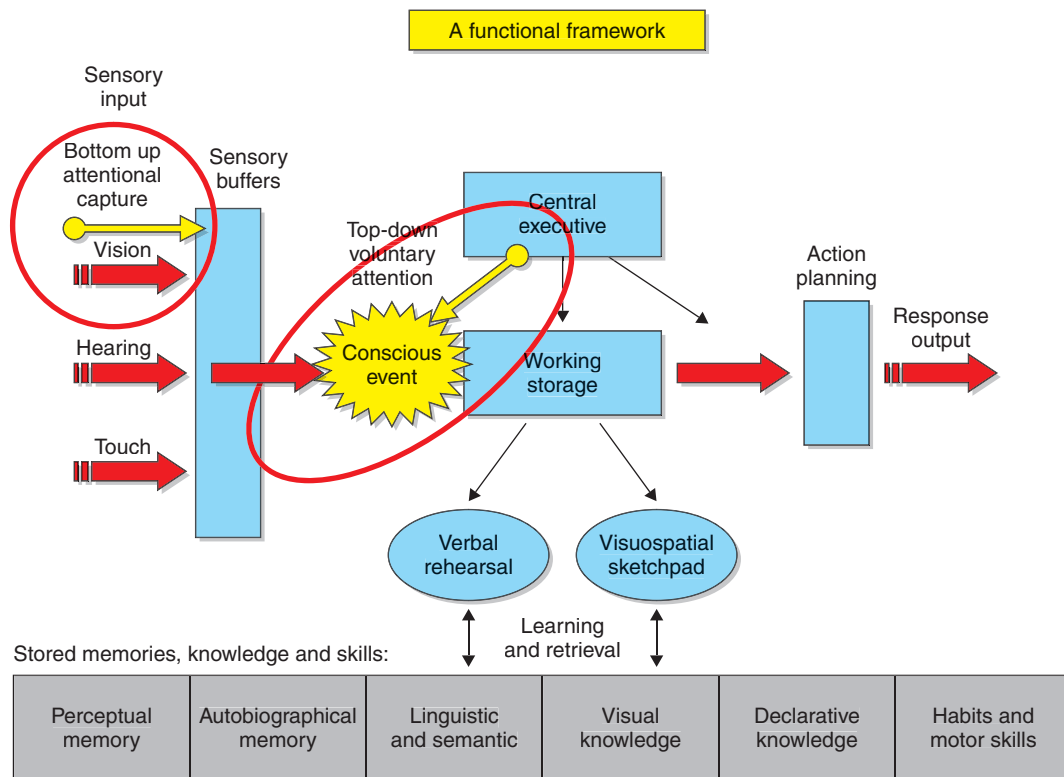 A functional framework
Sensory
input
Bottom up
attentional
capture
Vision
Hearing
Touch
Sensory
buffers
Top-down
voluntary
attention
Conscious
event
Central
executive
Working
storage
Action
planning
Response
output
Verbal
rehearsal
Visuospatial
sketchpad
Learning
and retrieval
Stored memories, knowledge and skills:
Perceptual
memory
Autobiographical
memory
Linguistic
and semantic
Visual
knowledge
Declarative
knowledge
Habits and
motor skills